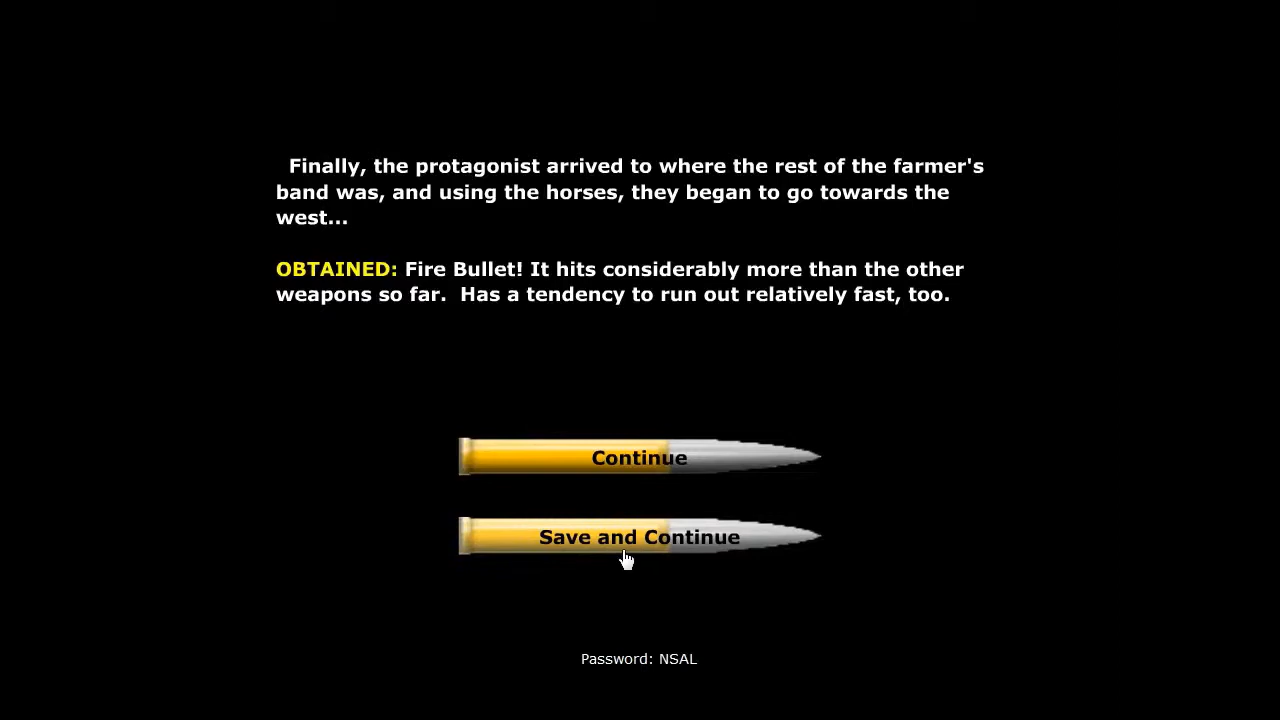 Finally, the protagonist arrived to where the rest of the farmer's
band was, and using the horses, they began to go towards the
west...
OBTAINED: Fire Bullet! It hits considerably more than the other
weapons so far.  Has a tendency to run out relatively fast, too.
Continue
Save and Continue
Password: NSAL